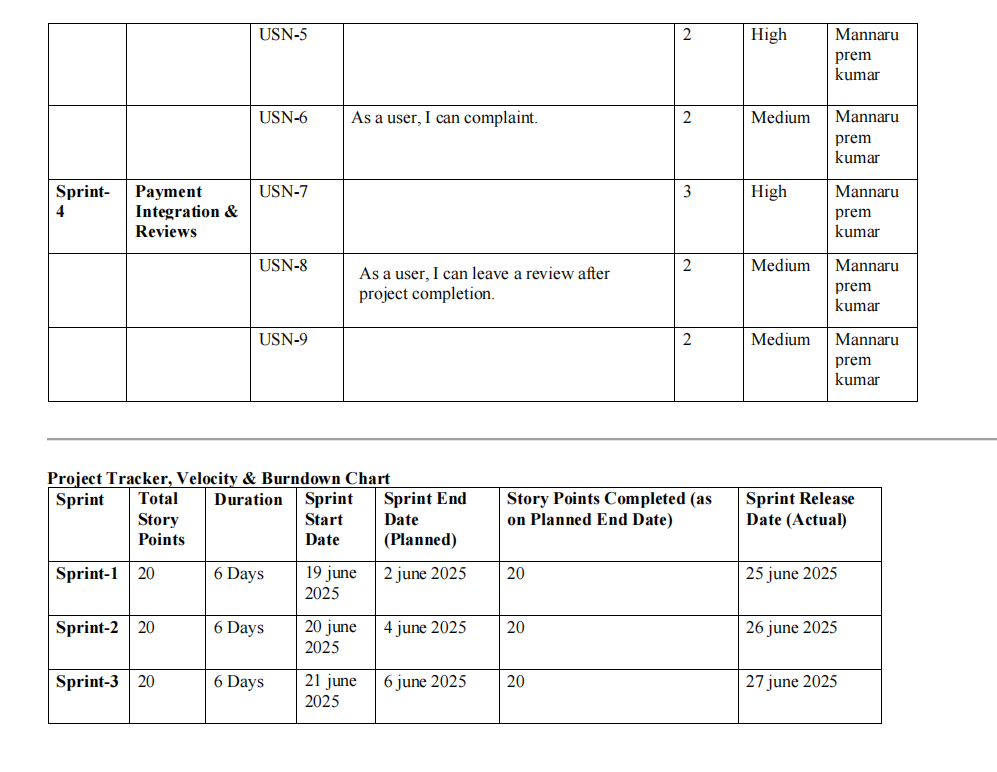 USN-5 2 High Mannaru
prem
kumar
USN-6 As a user, I can complaint. 2 Medium Mannaru
prem
kumar
Sprint- Payment USN-7 3 High Mannaru
4 Integration & prem
Reviews kumar
USN-8 As a user, I can leave a review after 2 Medium Mannaru
project completion. prem
kumar
USN-9 2 Medium Mannaru
prem
kumar
Project Tracker, Velocity & Burndown Chart
Sprint Total Duration Sprint Sprint End Story Points Completed (as Sprint Release
Story Start Date on Planned End Date) Date (Actual)
Points Date (Planned)
Sprint-1 20 6 Days 19 june 2 june 2025 20 25 june 2025
2025
Sprint-2 20 6 Days 20 june 4 june 2025 20 26 june 2025
2025
Sprint-3 20 6 Days 21 june 6 june 2025 20 27 june 2025
2025